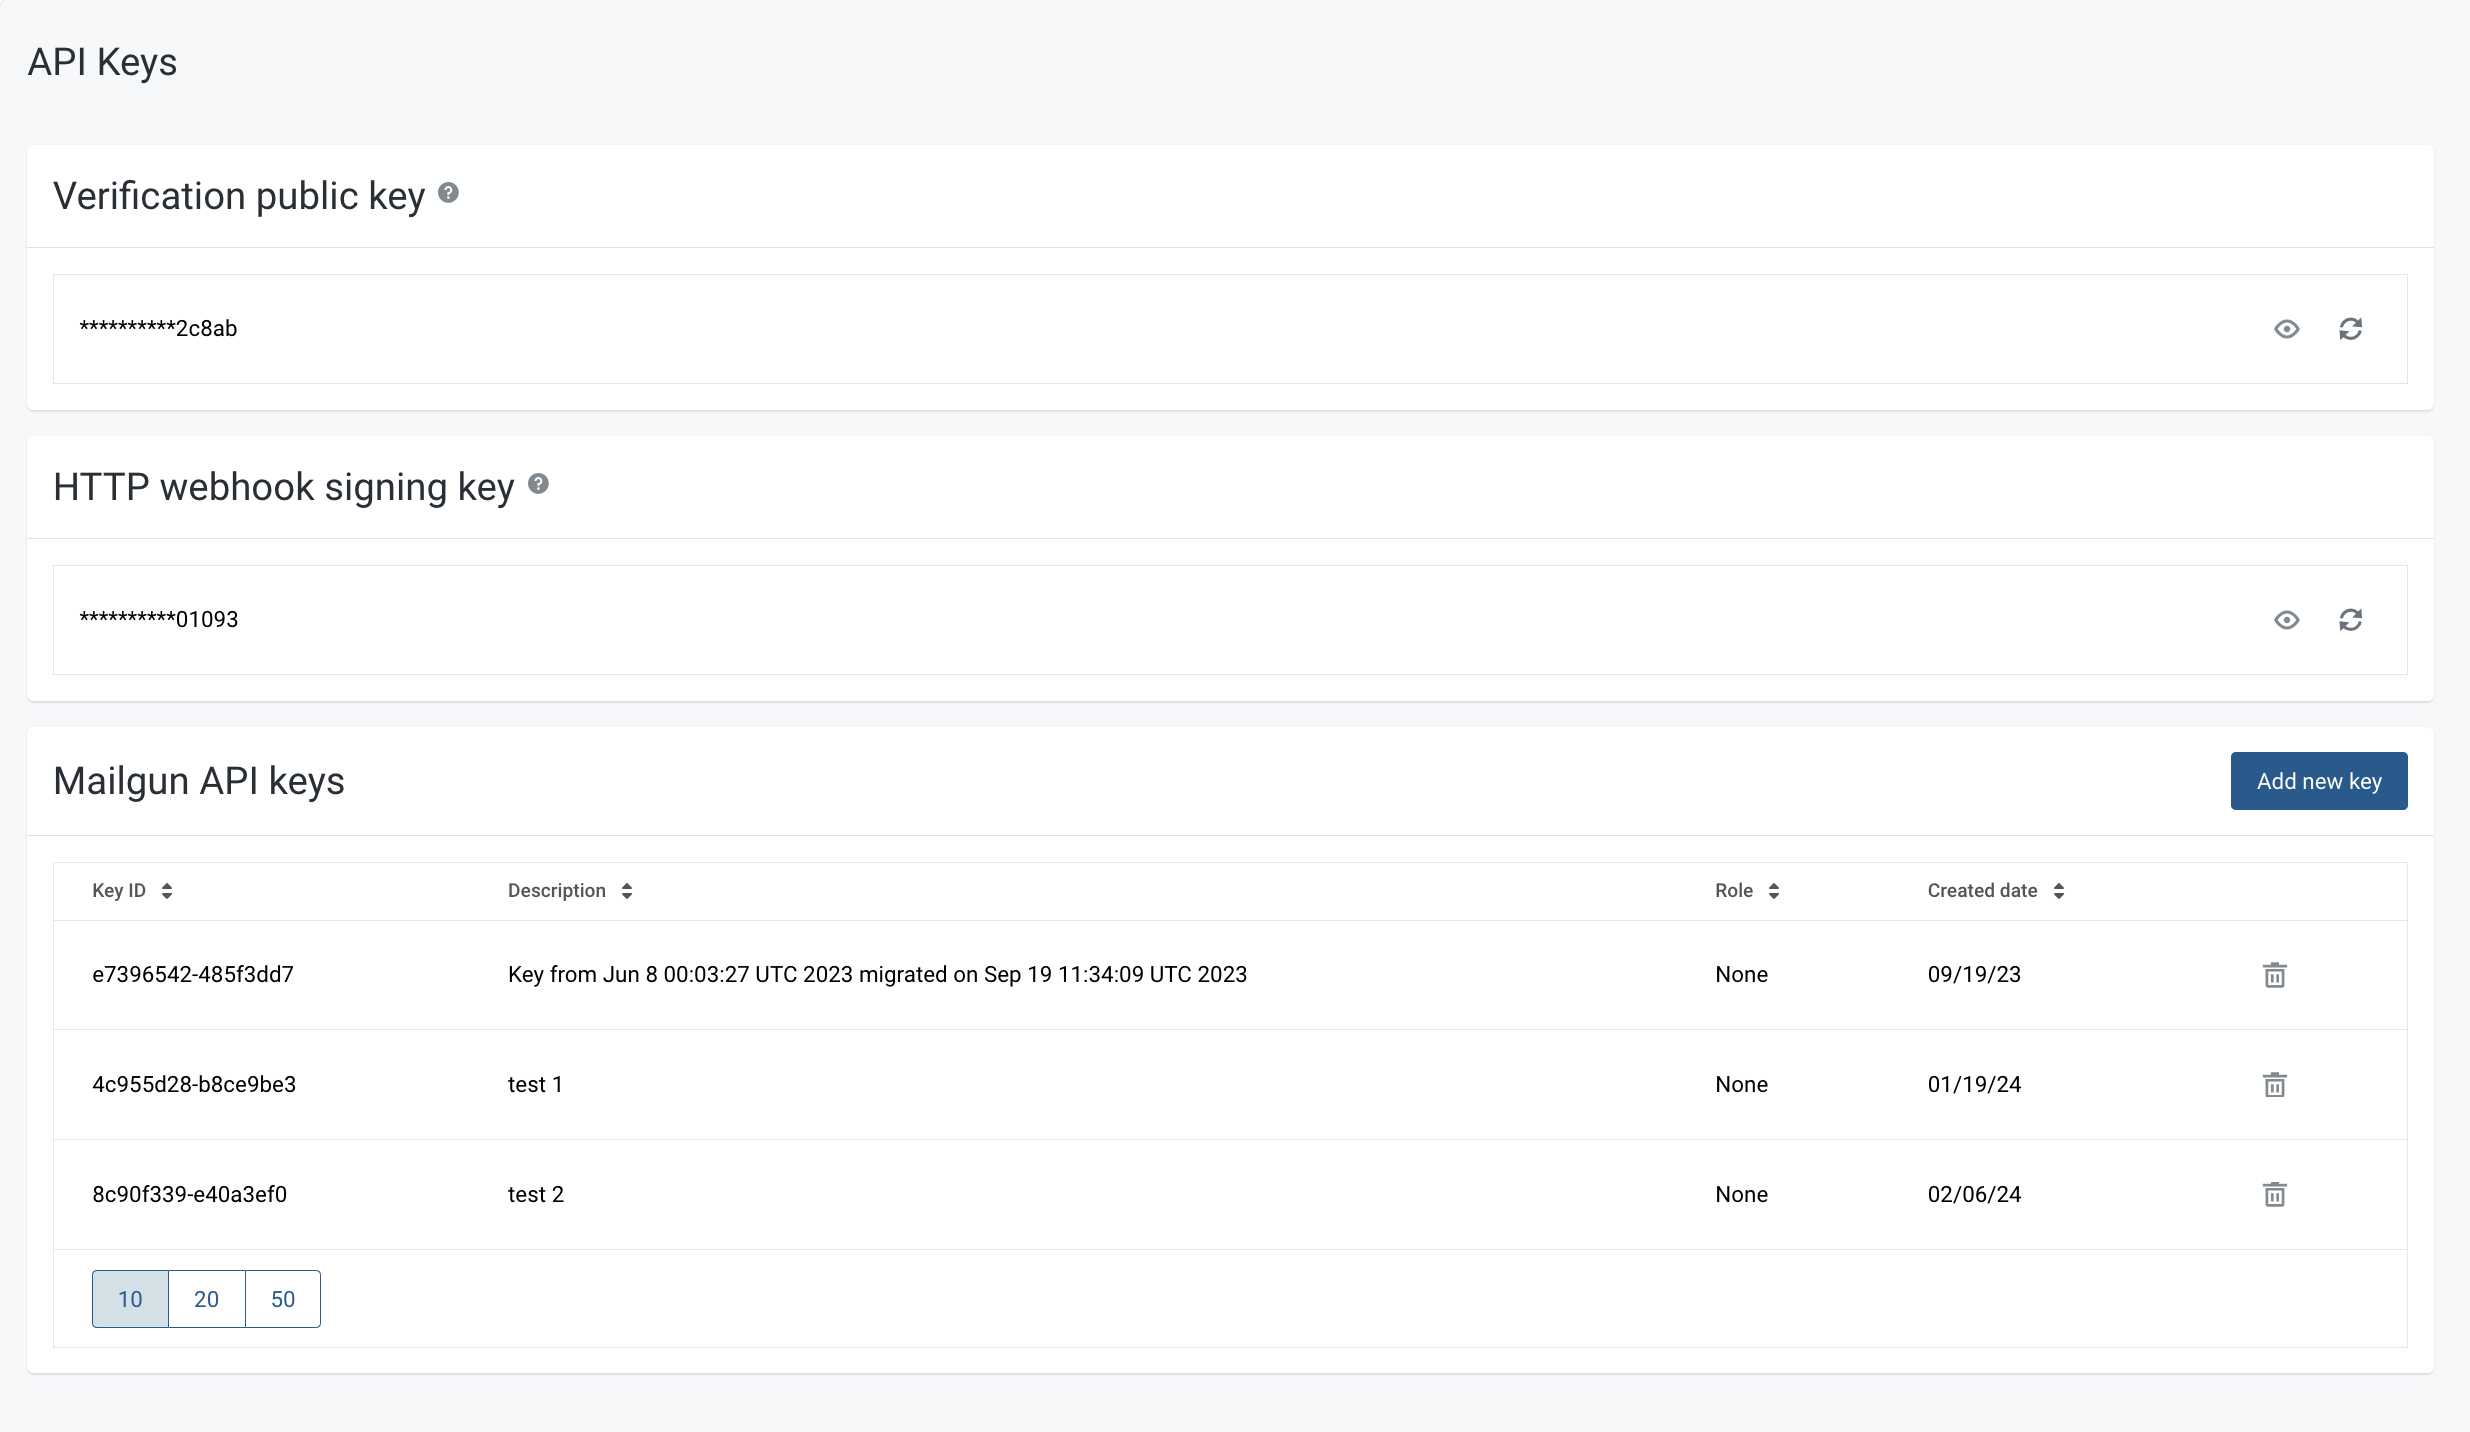 API Keys
Verification public key
**********2c8ab
HTTP webhook signing key
**********01093
Mailgun API keys
Add new key
Key ID Description Role Created date
e7396542-485f3dd7 Key from Jun 8 00:03:27 UTC 2023 migrated on Sep 19 11:34:09 UTC 2023 None 09/19/23
4c955d28-b8ce9be3 test 1 None 01/19/24
8c90f339-e40a3ef0 test 2 None 02/06/24
10 20 50